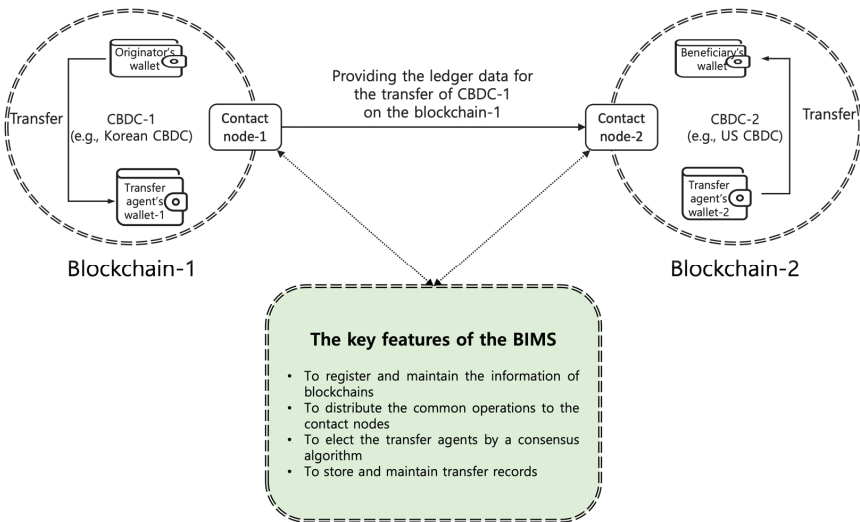 Originator's
wallet
Transfer
CBDC-1
(e.g., Korean CBDC)
Transfer
agent's
wallet-1
Contact
node-1
Blockchain-1
Providing the ledger data for
the transfer of CBDC-1
on the blockchain-1
Contact
node-2
Beneficiary's
wallet
CBDC-2
(e.g., US CBDC)
Transfer
Transfer
agent's
wallet-2
Blockchain-2
The key features of the BIMS
• To register and maintain the information of
blockchains
• To distribute the common operations to the
contact nodes
• To elect the transfer agents by a consensus
algorithm
• To store and maintain transfer records